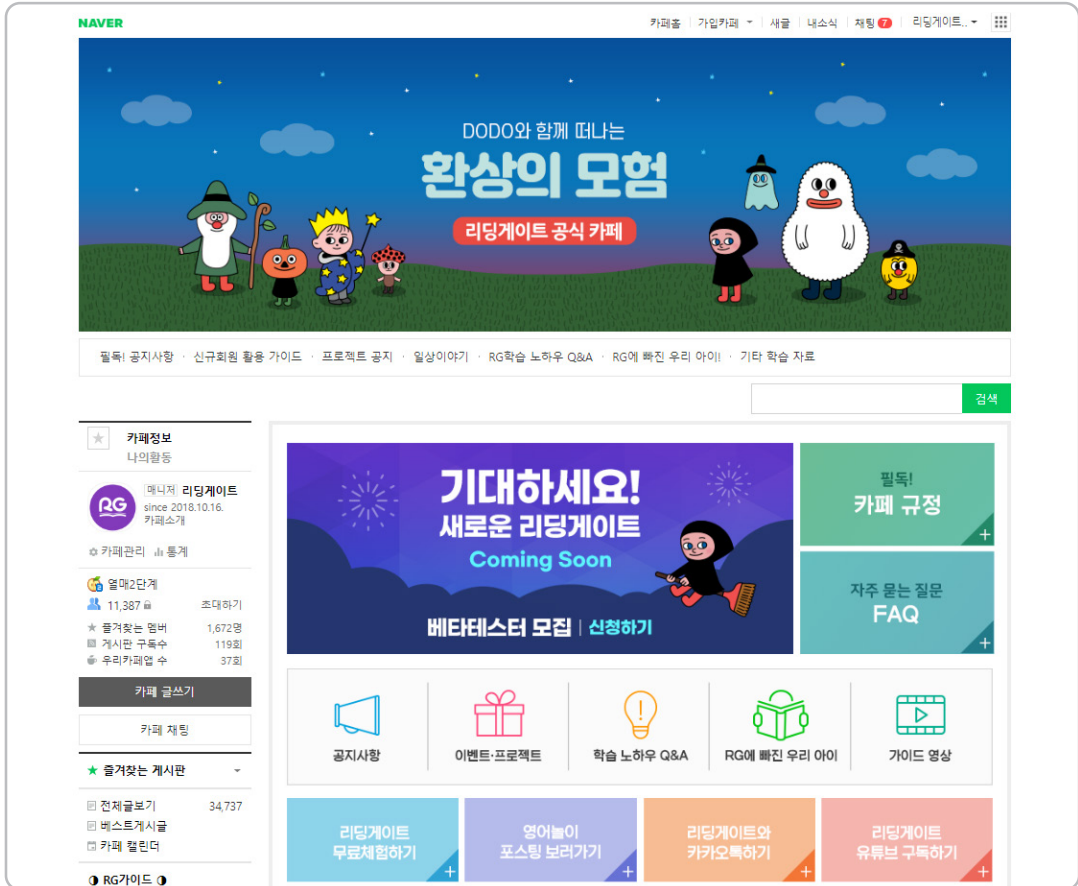 NAVER
카페홈 가입카페 새글 내소식 채팅 7 리딩게이트..
DODO와 함께 떠나는
환상의 모험
리딩게이트 공식 카페
필독! 공지사항 · 신규회원 활용 가이드 · 프로젝트 공지 · 일상이야기 · RG학습 노하우 Q&A · RG에 빠진 우리 아이! · 기타 학습 자료
검색
카페정보
나의활동
RG
매니저 리딩게이트
since 2018.10.16.
카페소개
카페관리 통계
열매2단계
11,387 초대하기
즐겨찾는 멤버 1,672명
게시판 구독수 119회
우리카페앱 수 37회
카페 글쓰기
카페 채팅
즐겨찾는 게시판
전체글보기 34,737
베스트게시글
카페 캘린더
RG가이드
기대하세요!
새로운 리딩게이트
Coming Soon
베타테스터 모집 | 신청하기
필독!
카페 규정
+
자주 묻는 질문
FAQ
+
공지사항
이벤트·프로젝트
학습 노하우 Q&A
RG에 빠진 우리 아이
가이드 영상
리딩게이트
무료체험하기
+
영어놀이
포스팅 보러가기
+
리딩게이트와
카카오톡하기
+
리딩게이트
유튜브 구독하기
+